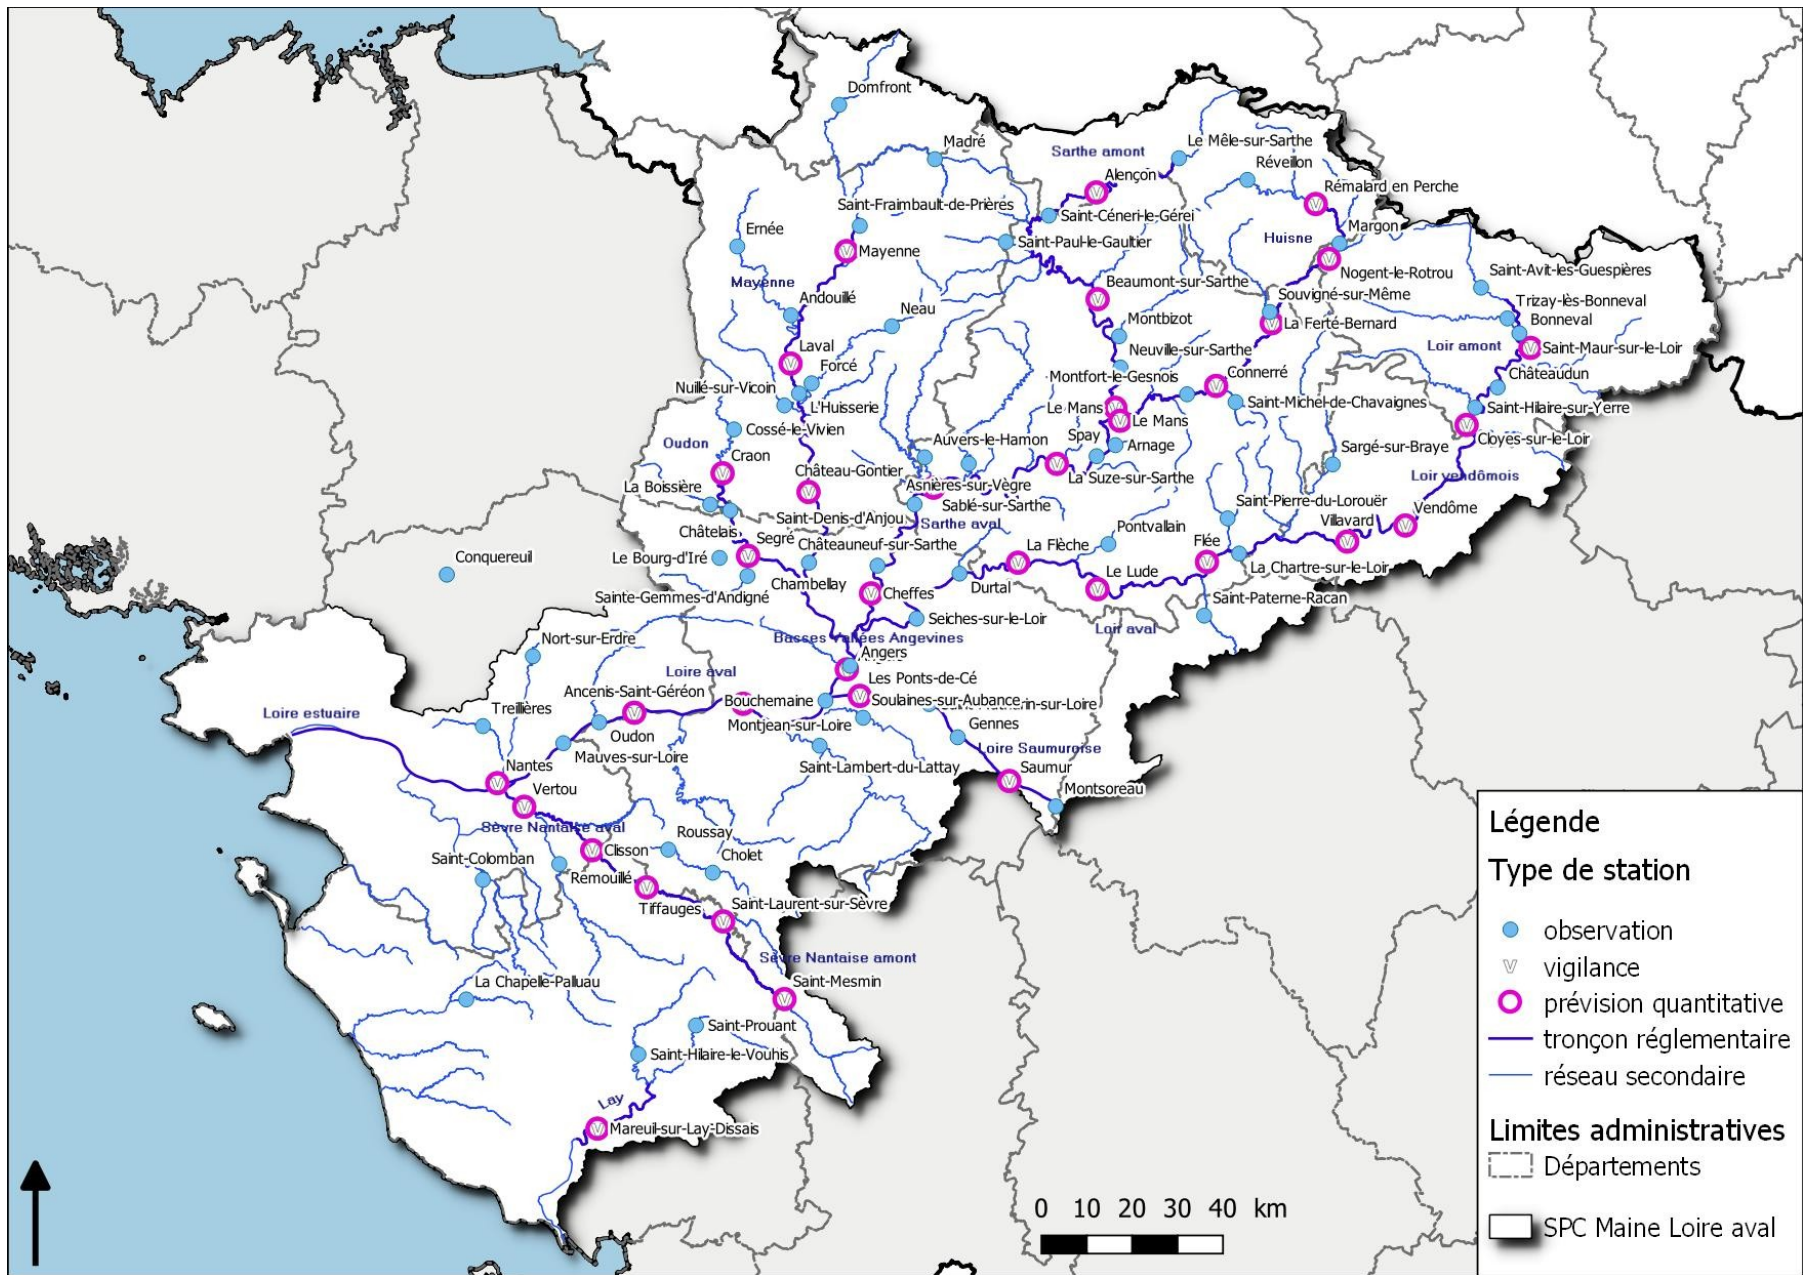 Domfront
Madré
Sarthe amont
Le Mêle-sur-Sarthe
Réveillon
Alençon
Rémalard en Perche
Saint-Fraimbault-de-Prières
Saint-Céneri-le-Gérei
Ernée
Mayenne
Saint-Paul-le-Gaultier
Huisne
Margon
Nogent-le-Rotrou
Saint-Avit-les-Guespières
Mayenne
Andouillé
Neau
Beaumont-sur-Sarthe
Souvigné-sur-Même
Trizay-lès-Bonneval
Bonneval
Montbizot
La Ferté-Bernard
Laval
Forcé
Neuville-sur-Sarthe
Loir amont
Saint-Maur-sur-le-Loir
Nuillé-sur-Vicoin
L'Huisserie
Montfort-le-Gesnois
Connerré
Châteaudun
Le Mans
Saint-Michel-de-Chavaignes
Saint-Hilaire-sur-Yerre
Le Mans
Cossé-le-Vivien
Oudon
Auvers-le-Hamon
Spay
Arnage
Sargé-sur-Braye
Cloyes-sur-le-Loir
Craon
Château-Gontier
La Suze-sur-Sarthe
Loir vendômois
La Boissière
Asnières-sur-Vègre
Sablé-sur-Sarthe
Saint-Pierre-du-Lorouër
Vendôme
Saint-Denis-d'Anjou
Sarthe aval
Pontvallain
Villavard
Châtelais
Segré
Châteauneuf-sur-Sarthe
La Flèche
Flée
Conquereuil
Le Bourg-d'Iré
La Chartre-sur-le-Loir
Chambellay
Durtal
Le Lude
Sainte-Gemmes-d'Andigné
Cheffes
Saint-Paterne-Racan
Seiches-sur-le-Loir
Loir aval
Nort-sur-Erdre
Basses Vallées Angevines
Angers
Loire aval
Les Ponts-de-Cé
Ancenis-Saint-Géréon
Bouchemaine
Soulaines-sur-Aubance
Loire estuaire
Treillières
Oudon
Montjean-sur-Loire
Gennes
Mauves-sur-Loire
Loire Saumuroise
Nantes
Saint-Lambert-du-Lattay
Saumur
Vertou
Montsoreau
Sèvre Nantaise aval
Roussay
Saint-Colomban
Clisson
Cholet
Remouillé
Tiffauges
Saint-Laurent-sur-Sèvre
Sèvre Nantaise amont
La Chapelle-Palluau
Saint-Mesmin
Saint-Prouant
Saint-Hilaire-le-Vouhis
Lay
Mareuil-sur-Lay-Dissais
0 10 20 30 40 km
Légende
Type de station
observation
V vigilance
prévision quantitative
tronçon réglementaire
réseau secondaire
Limites administratives
Départements
SPC Maine Loire aval